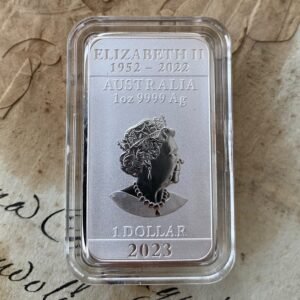 ELIZABETH II
1952 – 2022
AUSTRALIA
1oz 9999 Ag
1 DOLLAR
2023